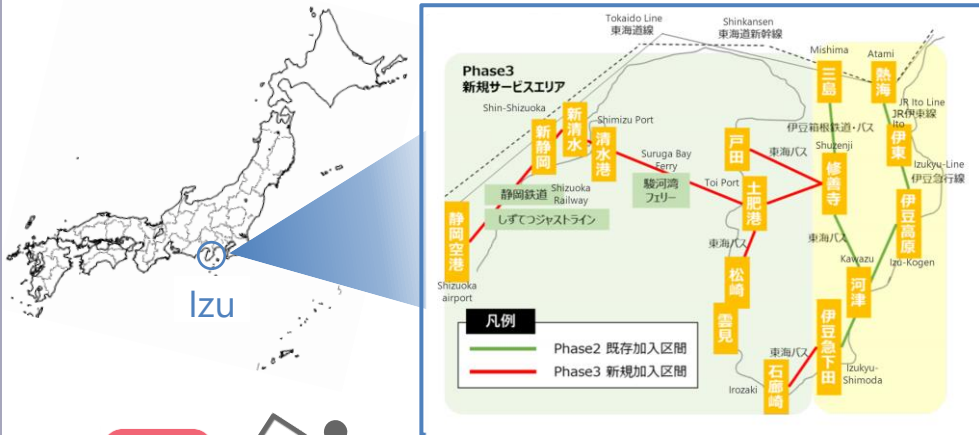 Izu
Tokaido Line
東海道線
Shinkansen
東海道新幹線
Phase3
新規サービスエリア
Mishima
三島
Atami
熱海
JR Ito Line
JR伊東線
Ito
伊東
Shin-Shizuoka
新静岡
新清水
Shimizu Port
清水港
伊豆箱根鉄道・バス
戸田
東海バス
Shuzenji
修善寺
Izukyu-Line
伊豆急行線
Suruga Bay
Ferry
駿河湾
フェリー
Toi Port
土肥港
静岡鉄道
Shizuoka
Railway
しずてつジャストライン
静岡空港
Shizuoka
airport
伊豆高原
Izu-Kogen
東海バス
東海バス
Kawazu
河津
松崎
雲見
凡例
Phase2 既存加入区間
Phase3 新規加入区間
東海バス
伊豆急下田
Izukyu-
Shimoda
Irozaki
石廊崎